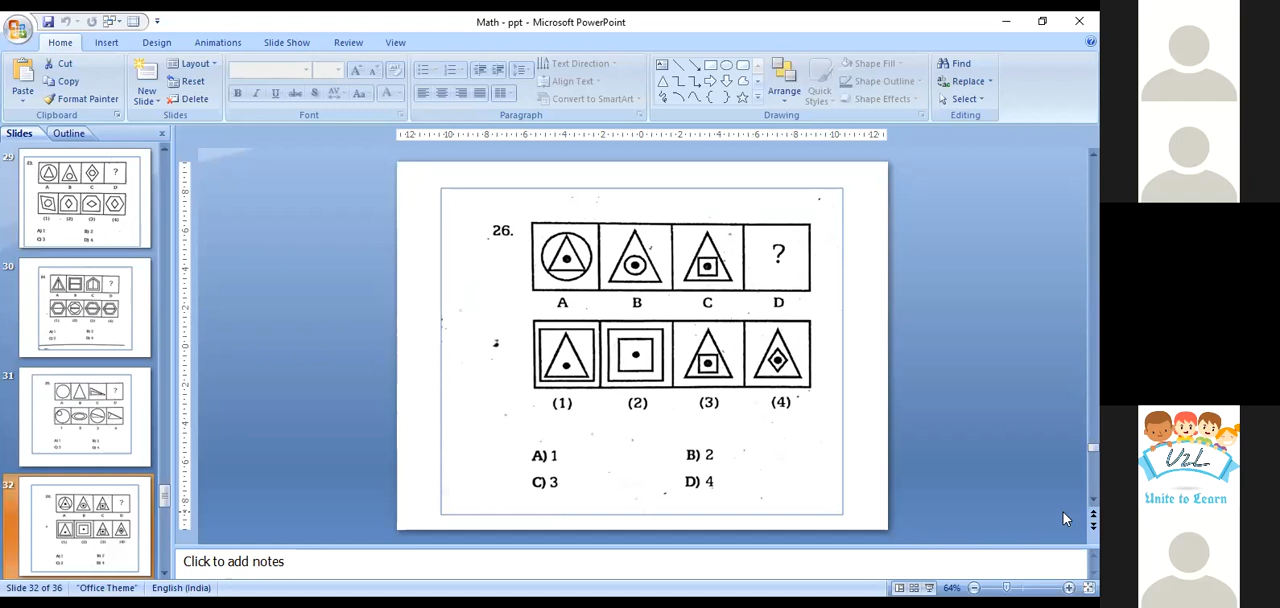 Math - ppt - Microsoft PowerPoint
Home Insert Design Animations Slide Show Review View
Paste
Cut
Copy
Format Painter
Clipboard
New
Slide
Layout
Reset
Delete
Slides
B I U abc S AV Aa A
Font
Text Direction
Align Text
Convert to SmartArt
Paragraph
Arrange
Quick
Styles
Shape Fill
Shape Outline
Shape Effects
Drawing
Find
Replace
Select
Editing
Slides Outline
29
30
31
32
26.
?
A B C D
(1) (2) (3) (4)
A) 1 B) 2
C) 3 D) 4
Click to add notes
Slide 32 of 36 "Office Theme" English (India) 64%
U2L
Unite to Learn